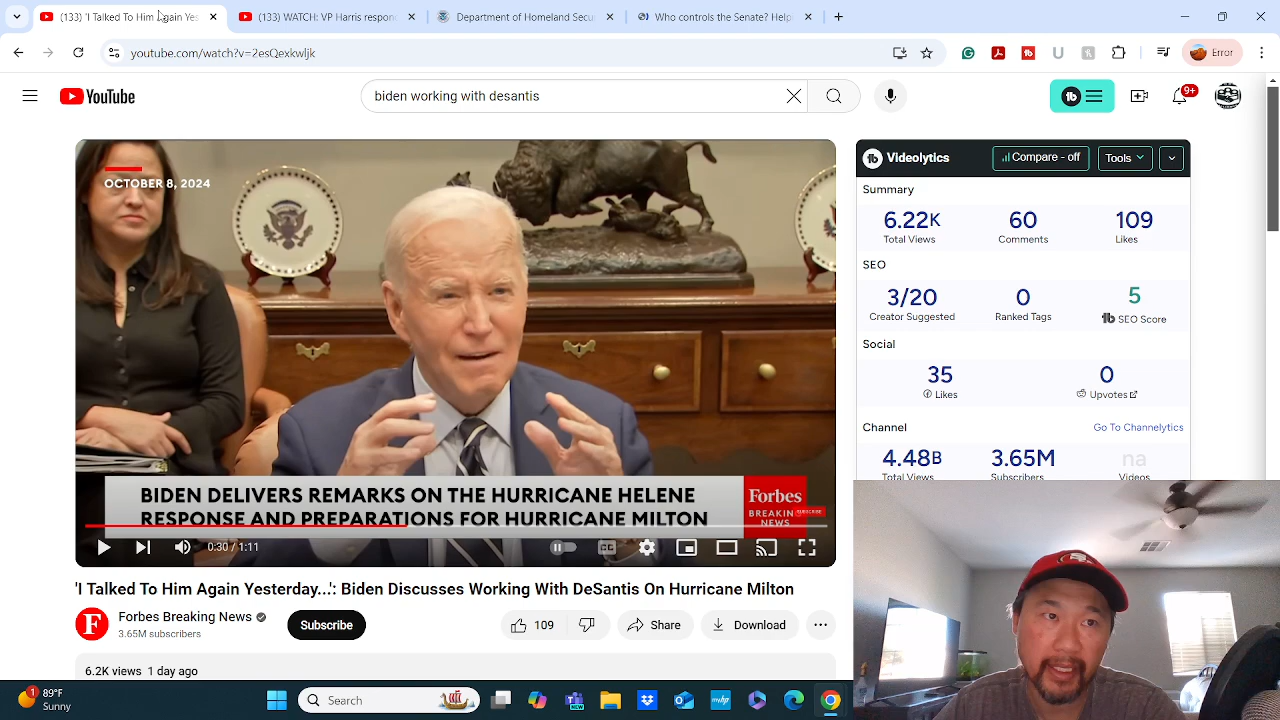 (133) 'I Talked To Him Again Yes
(133) WATCH: VP Harris respon
Department of Homeland Secu
Who controls the Senate? Help
youtube.com/watch?v=2esQexkwljk
Error
YouTube
biden working with desantis
9+
OCTOBER 8, 2024
BIDEN DELIVERS REMARKS ON THE HURRICANE HELENE
RESPONSE AND PREPARATIONS FOR HURRICANE MILTON
Forbes
BREAKING
NEWS
SUBSCRIBE
0:30 / 1:11
CC
'I Talked To Him Again Yesterday...': Biden Discusses Working With DeSantis On Hurricane Milton
Forbes Breaking News
3.65M subscribers
Subscribe
109
Share
Download
6.2K views 1 day ago
Videolytics
Compare - off
Tools
Summary
6.22K
Total Views
60
Comments
109
Likes
SEO
3/20
Creator Suggested
0
Ranked Tags
5
SEO Score
Social
35
Likes
0
Upvotes
Channel
Go To Channelytics
4.48B
Total Views
3.65M
Subscribers
na
Videos
1
89°F
Sunny
Search